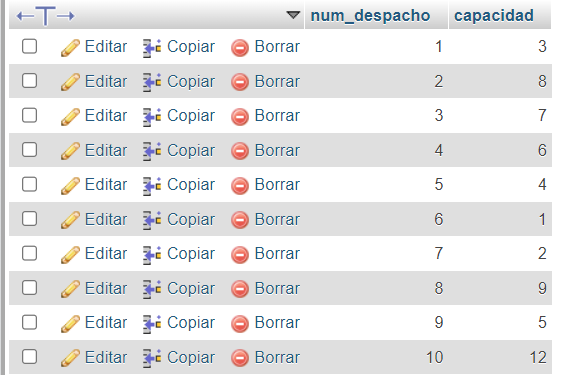 num_despacho capacidad
Editar Copiar Borrar 1 3
Editar Copiar Borrar 2 8
Editar Copiar Borrar 3 7
Editar Copiar Borrar 4 6
Editar Copiar Borrar 5 4
Editar Copiar Borrar 6 1
Editar Copiar Borrar 7 2
Editar Copiar Borrar 8 9
Editar Copiar Borrar 9 5
Editar Copiar Borrar 10 12